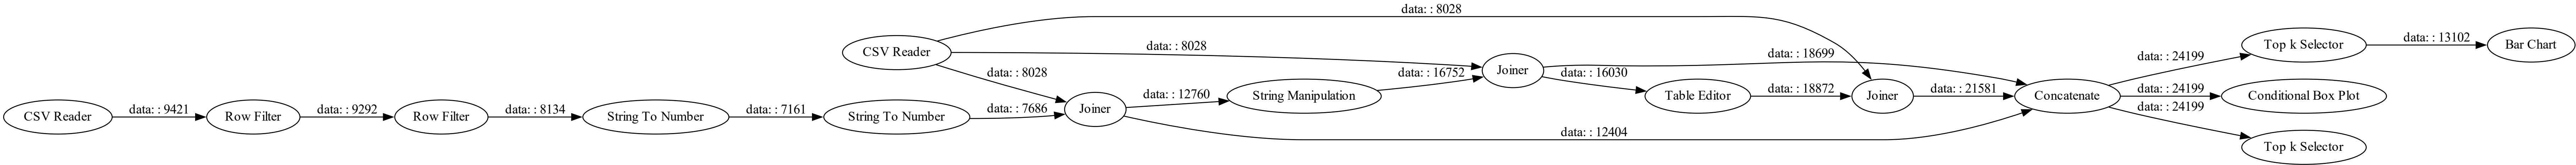 data: : 8028
CSV Reader
data: : 8028
data: : 8028
CSV Reader
data: : 9421
Row Filter
data: : 9292
Row Filter
data: : 8134
String To Number
data: : 7161
String To Number
data: : 7686
Joiner
data: : 12760
String Manipulation
data: : 16752
Joiner
data: : 18699
data: : 16030
Table Editor
data: : 18872
Joiner
data: : 21581
data: : 12404
Concatenate
data: : 24199
Top k Selector
data: : 13102
Bar Chart
data: : 24199
Conditional Box Plot
data: : 24199
Top k Selector